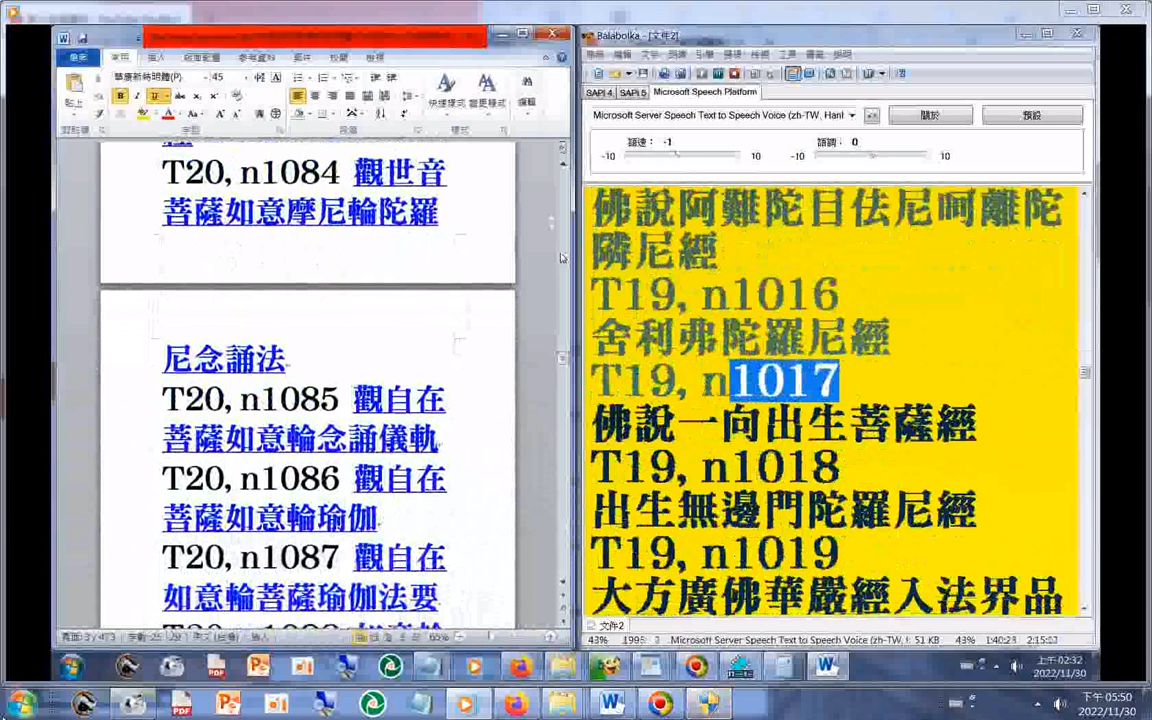 Balabolka - [文件2]
SAPI 4
SAPI 5
Microsoft Speech Platform
Microsoft Server Speech Text to Speech Voice (zh-TW, Hanl
關於
預設
語速： -1
語調： 0
-10
10
-10
10
45
T20, n1084 觀世音
菩薩如意摩尼輪陀羅
尼念誦法
T20, n1085 觀自在
菩薩如意輪念誦儀軌
T20, n1086 觀自在
菩薩如意輪瑜伽
T20, n1087 觀自在
如意輪菩薩瑜伽法要
65%
佛說阿難陀目佉尼呵離陀
隣尼經
T19, n1016
舍利弗陀羅尼經
T19, n1017
佛說一向出生菩薩經
T19, n1018
出生無邊門陀羅尼經
T19, n1019
大方廣佛華嚴經入法界品
文件2
43%
Microsoft Server Speech Text to Speech Voice (zh-TW, H
51 KB
43%
1:40:23
上午 02:32
2022/11/30
下午 05:50
2022/11/30